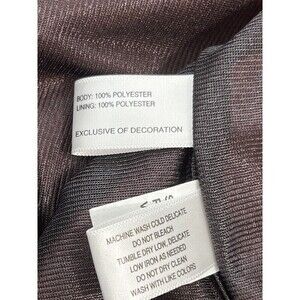 BODY: 100% POLYESTER
LINING: 100% POLYESTER
EXCLUSIVE OF DECORATION
MACHINE WASH COLD DELICATE
DO NOT BLEACH
TUMBLE DRY LOW, DELICATE
LOW IRON AS NEEDED
DO NOT DRY CLEAN
WASH WITH LIKE COLORS